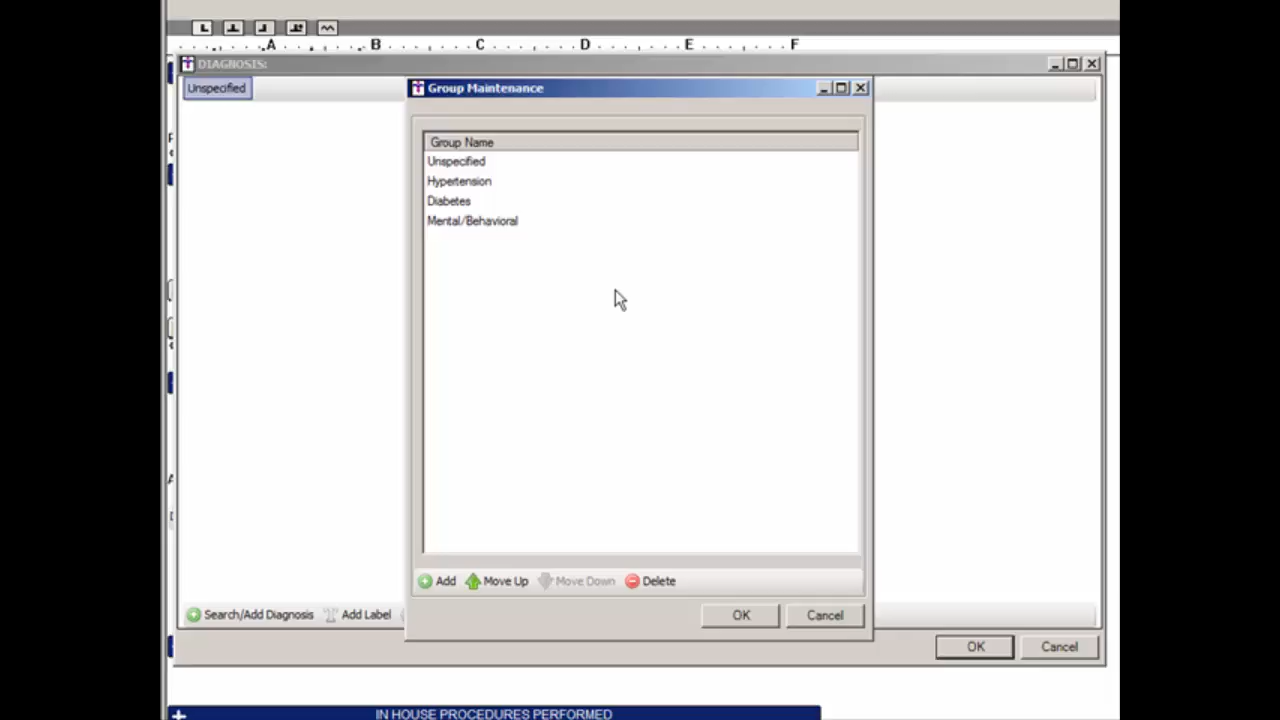 A B C D E F
DIAGNOSIS:
Unspecified
Group Maintenance
Group Name
Unspecified
Hypertension
Diabetes
Mental/Behavioral
Add Move Up Move Down Delete
OK Cancel
Search/Add Diagnosis Add Label
OK Cancel
IN HOUSE PROCEDURES PERFORMED